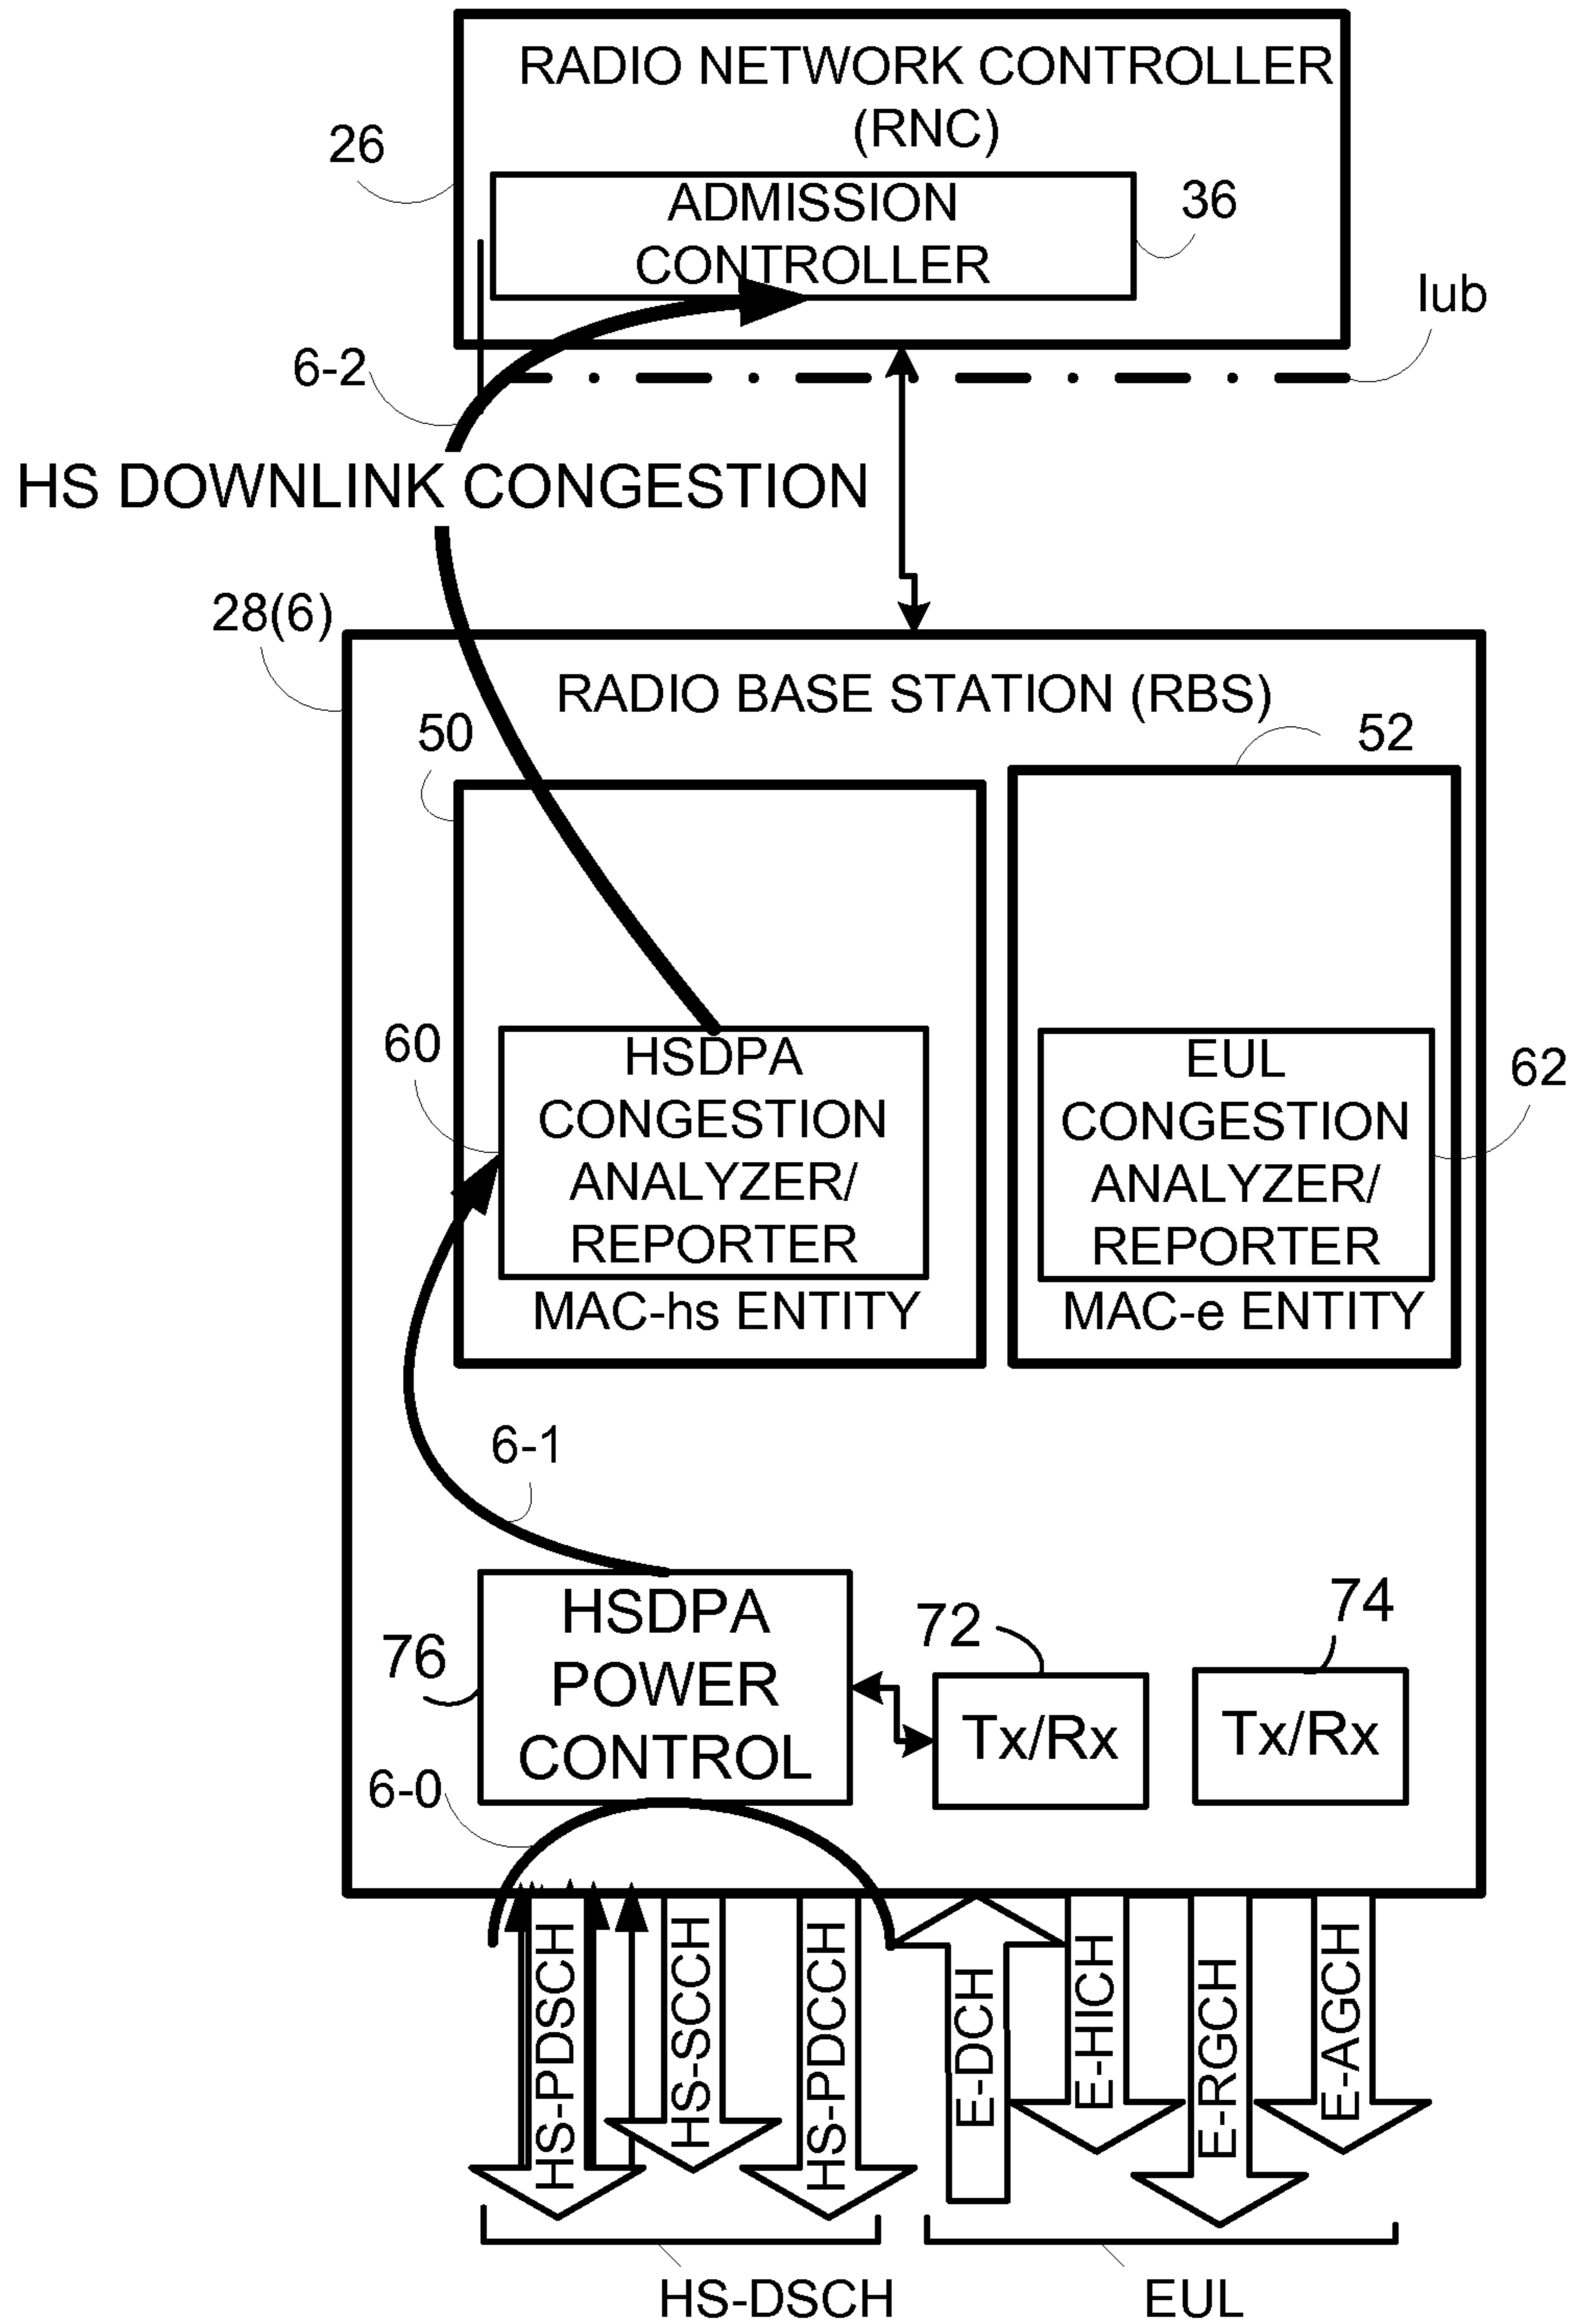 RADIO NETWORK CONTROLLER
(RNC)
26
ADMISSION
CONTROLLER
36
Iub
6-2
HS DOWNLINK CONGESTION
28(6)
RADIO BASE STATION (RBS)
50
52
60
HSDPA
CONGESTION
ANALYZER/
REPORTER
MAC-hs ENTITY
EUL
CONGESTION
ANALYZER/
REPORTER
MAC-e ENTITY
62
6-1
HSDPA
POWER
CONTROL
76
72
Tx/Rx
74
Tx/Rx
6-0
HS-PDSCH
HS-SCCH
HS-PDCCH
E-DCH
E-HICH
E-RGCH
E-AGCH
HS-DSCH
EUL